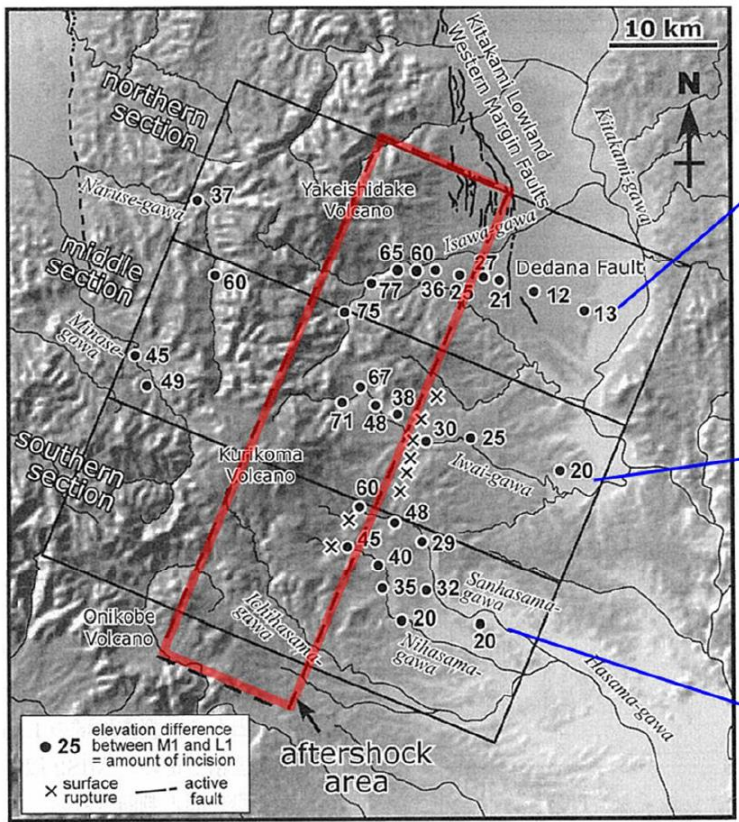 10 km
N
northern
section
Kitakami Lowland
Western Margin Faults
Kitakami-gawa
Naruse-gawa
37
Yakeishidake
Volcano
Isawa-gawa
middle
section
60
65
60
77
36
25
27
21
Dedana Fault
12
13
75
Minase-
gawa
45
49
67
71
48
38
30
25
Iwai-gawa
20
southern
section
Kurikoma
Volcano
60
48
45
40
29
35
32
20
20
Sanhasama-
gawa
Nihasama-
gawa
Ichihasama-
gawa
Hasama-gawa
Onikobe
Volcano
aftershock
area
25
elevation difference
between M1 and L1
= amount of incision
surface
rupture
active
fault